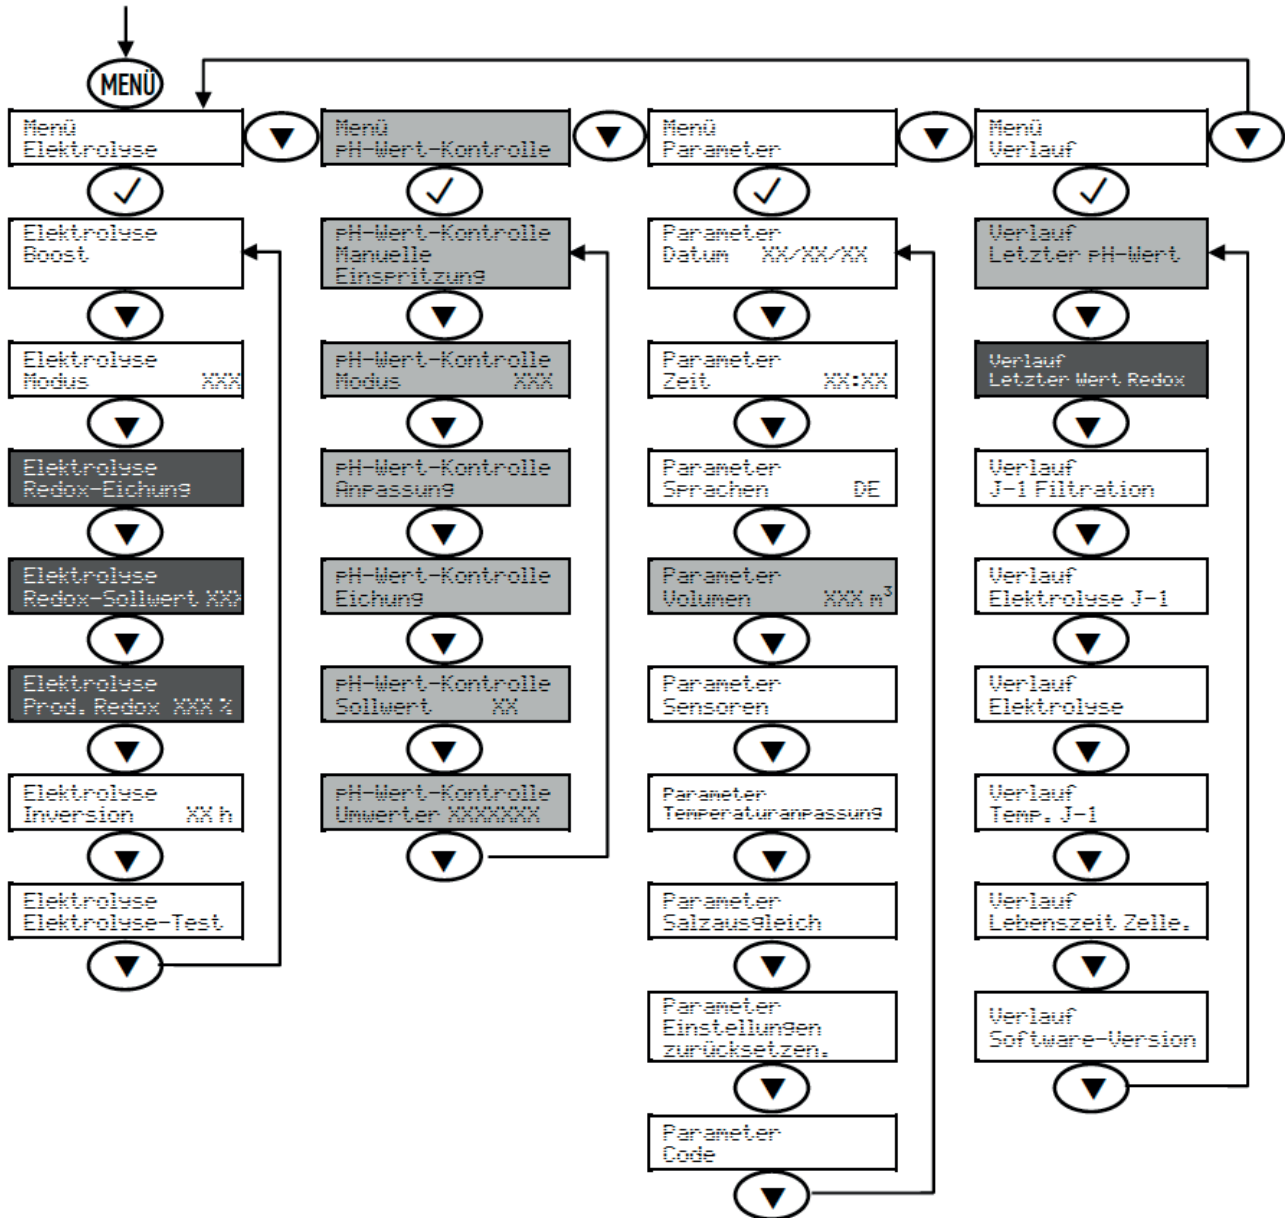 MENÜ
Menü
Elektrolyse
Elektrolyse
Boost
Elektrolyse
Modus XXX
Elektrolyse
Redox-Eichung
Elektrolyse
Redox-Sollwert XXX
Elektrolyse
Prod. Redox XXX %
Elektrolyse
Inversion XX h
Elektrolyse
Elektrolyse-Test
Menü
pH-Wert-Kontrolle
pH-Wert-Kontrolle
Manuelle
Einspritzung
pH-Wert-Kontrolle
Modus XXX
pH-Wert-Kontrolle
Anpassung
pH-Wert-Kontrolle
Eichung
pH-Wert-Kontrolle
Sollwert XX
pH-Wert-Kontrolle
Umwerter XXXXXXX
Menü
Parameter
Parameter
Datum XX/XX/XX
Parameter
Zeit XX:XX
Parameter
Sprachen DE
Parameter
Volumen XXX m³
Parameter
Sensoren
Parameter
Temperaturanpassung
Parameter
Salzausgleich
Parameter
Einstellungen
zurücksetzen.
Parameter
Code
Menü
Verlauf
Verlauf
Letzter pH-Wert
Verlauf
Letzter Wert Redox
Verlauf
J-1 Filtration
Verlauf
Elektrolyse J-1
Verlauf
Elektrolyse
Verlauf
Temp. J-1
Verlauf
Lebenszeit Zelle.
Verlauf
Software-Version